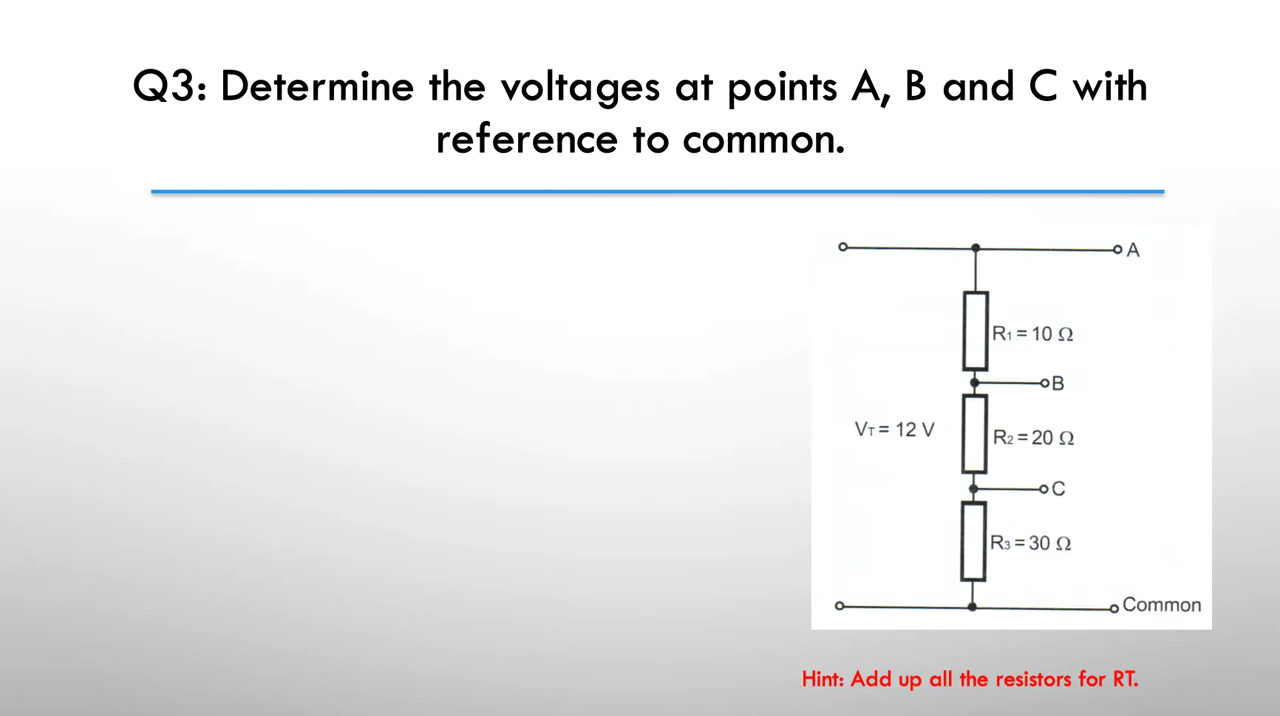 Q3: Determine the voltages at points A, B and C with
reference to common.
A
R1 = 10 Ω
B
VT = 12 V
R2 = 20 Ω
C
R3 = 30 Ω
Common
Hint: Add up all the resistors for RT.